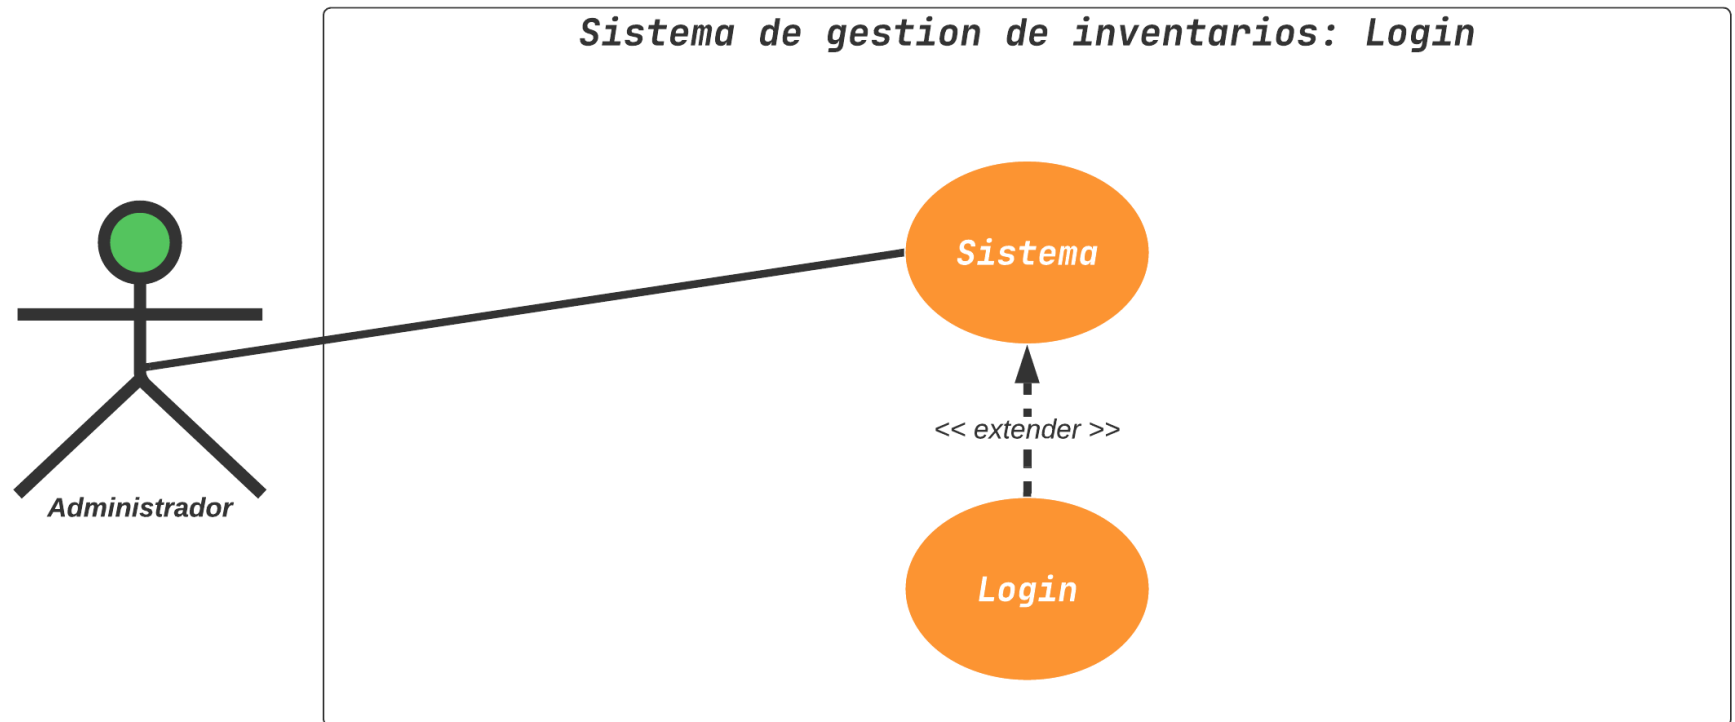 Sistema de gestion de inventarios: Login
Sistema
<< extender >>
Login
Administrador